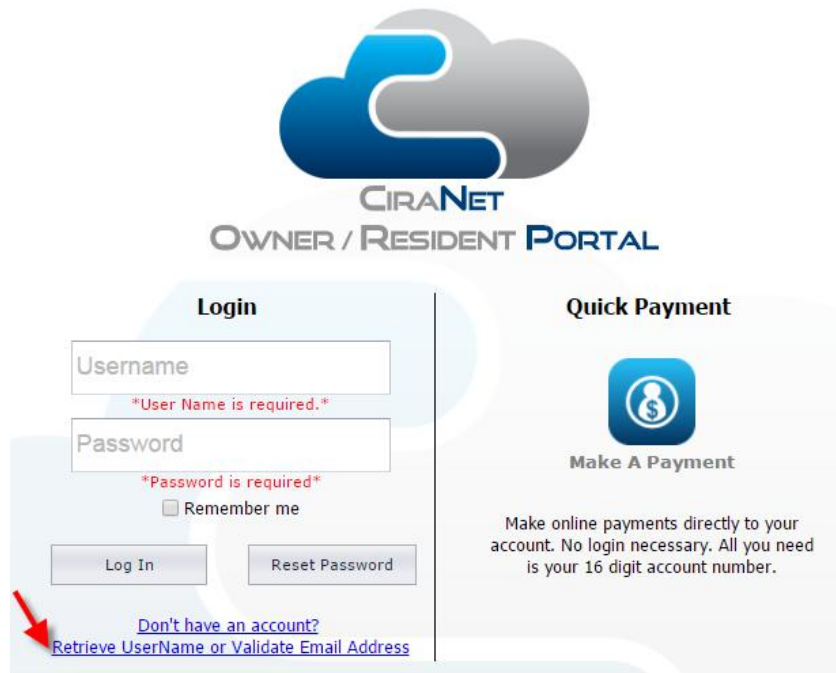 CIRANET
OWNER / RESIDENT PORTAL
Login
Username
*User Name is required.*
Password
*Password is required*
Remember me
Log In
Reset Password
Don't have an account?
Retrieve UserName or Validate Email Address
Quick Payment
$
Make A Payment
Make online payments directly to your
account. No login necessary. All you need
is your 16 digit account number.